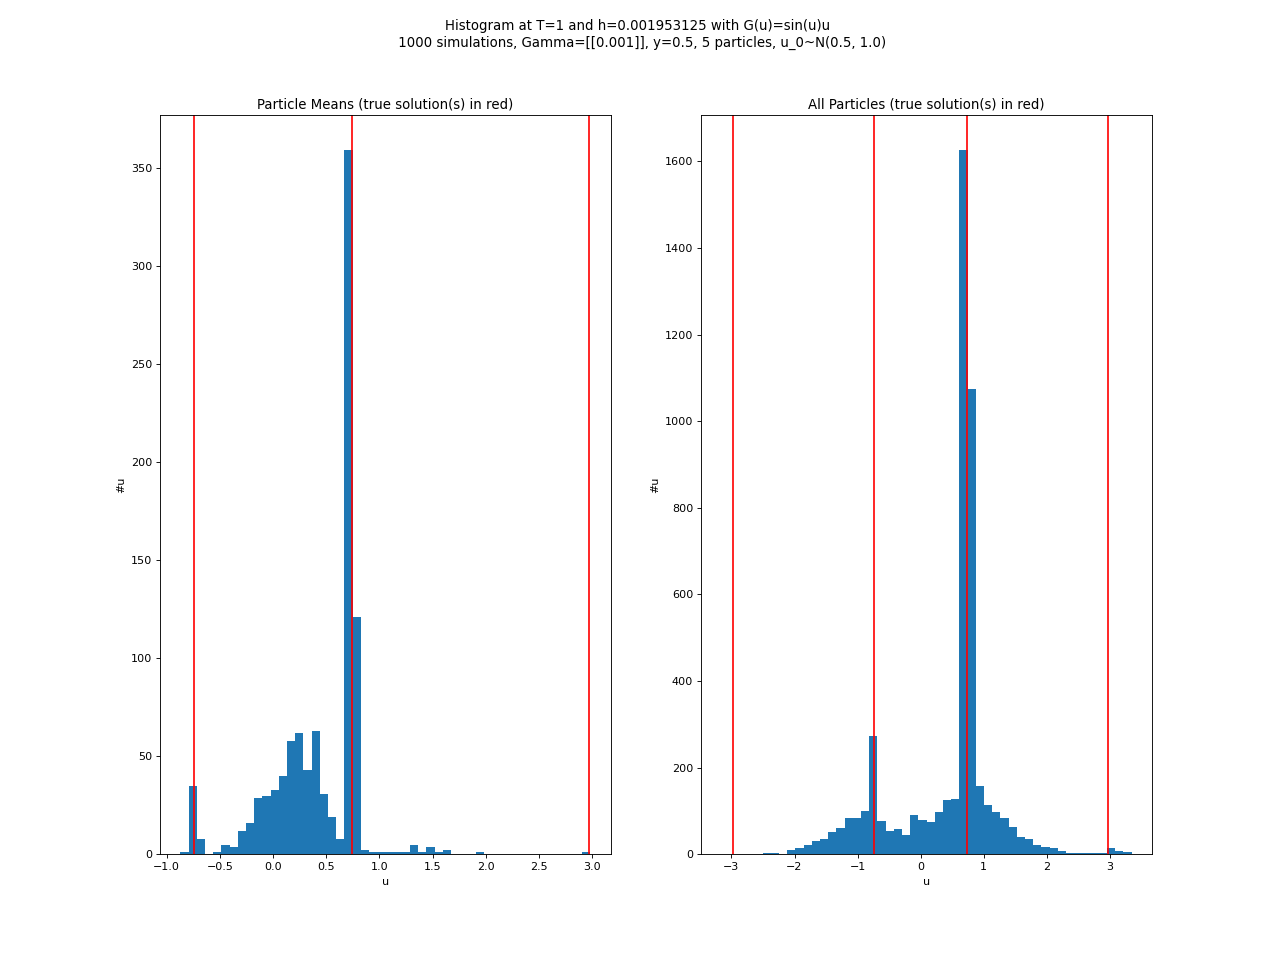 Histogram at T=1 and h=0.001953125 with G(u)=sin(u)u
1000 simulations, Gamma=[[0.001]], y=0.5, 5 particles, u_0~N(0.5, 1.0)
Particle Means (true solution(s) in red)
350
300
250
200
150
100
50
0
#u
−1.0 −0.5 0.0 0.5 1.0 1.5 2.0 2.5 3.0
u
All Particles (true solution(s) in red)
1600
1400
1200
1000
800
600
400
200
0
#u
−3 −2 −1 0 1 2 3
u